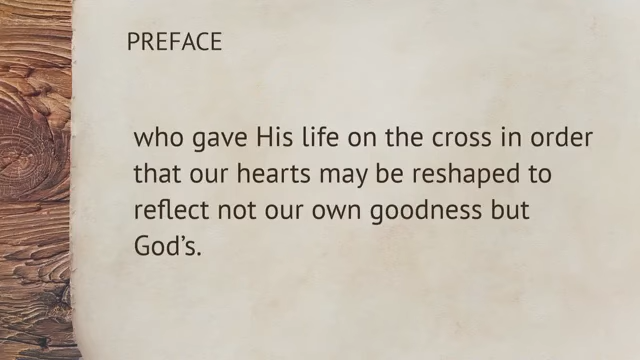 PREFACE
who gave His life on the cross in order
that our hearts may be reshaped to
reflect not our own goodness but
God’s.